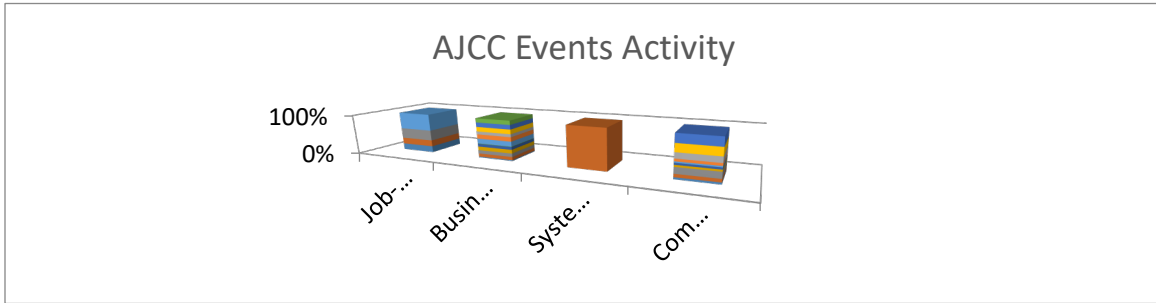 AJCC Events Activity
100%
0%
Job-...
Busin...
Syste...
Com...